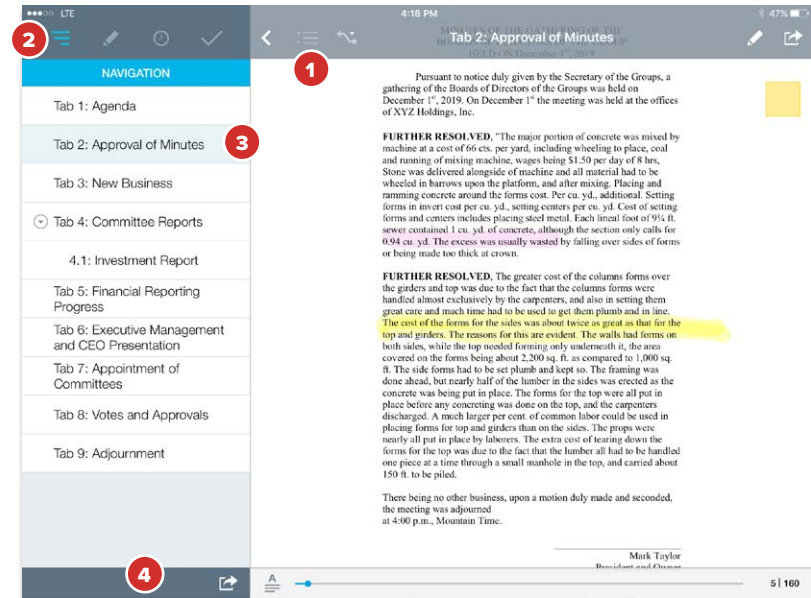 LTE
4:18 PM
47%
2
1
3
4
MINUTES OF THE GATHERING OF THE
BOARDS OF DIRECTORS OF THE GROUP
HELD ON December 1st, 2019
Tab 2: Approval of Minutes
NAVIGATION
Tab 1: Agenda
Tab 2: Approval of Minutes
Tab 3: New Business
Tab 4: Committee Reports
4.1: Investment Report
Tab 5: Financial Reporting
Progress
Tab 6: Executive Management
and CEO Presentation
Tab 7: Appointment of
Committees
Tab 8: Votes and Approvals
Tab 9: Adjournment
Pursuant to notice duly given by the Secretary of the Groups, a
gathering of the Boards of Directors of the Groups was held on
December 1st, 2019. On December 1st the meeting was held at the offices
of XYZ Holdings, Inc.
FURTHER RESOLVED, "The major portion of concrete was mixed by
machine at a cost of 66 cts. per yard, including wheeling to place, coal
and running of mixing machine, wages being $1.50 per day of 8 hrs,
Stone was delivered alongside of machine and all material had to be
wheeled in barrows upon the platform, and after mixing. Placing and
ramming concrete around the forms cost. Per cu. yd., additional. Setting
forms in invert cost per cu. yd., setting centers per cu. yd. Cost of setting
forms and centers includes placing steel metal. Each lineal foot of 9¼ ft.
sewer contained 1 cu. yd. of concrete, although the section only calls for
0.94 cu. yd. The excess was usually wasted by falling over sides of forms
or being made too thick at crown.
FURTHER RESOLVED, The greater cost of the columns forms over
the girders and top was due to the fact that the columns forms were
handled almost exclusively by the carpenters, and also in setting them
great care and much time had to be used to get them plumb and in line.
The cost of the forms for the sides was about twice as great as that for the
top and girders. The reasons for this are evident. The walls had forms on
both sides, while the top needed forming only underneath it, the area
covered on the forms being about 2,200 sq. ft. as compared to 1,000 sq.
ft. The side forms had to be set plumb and kept so. The framing was
done ahead, but nearly half of the lumber in the sides was erected as the
concrete was being put in place. The forms for the top were all put in
place before any concreting was done on the top, and the carpenters
discharged. A much larger per cent. of common labor could be used in
placing forms for top and girders than on the sides. The props were
nearly all put in place by laborers. The extra cost of tearing down the
forms for the top was due to the fact that the lumber all had to be handled
one piece at a time through a small manhole in the top, and carried about
150 ft. to be piled.
There being no other business, upon a motion duly made and seconded,
the meeting was adjourned
at 4:00 p.m., Mountain Time.
Mark Taylor
President and Owner
A
5 | 160